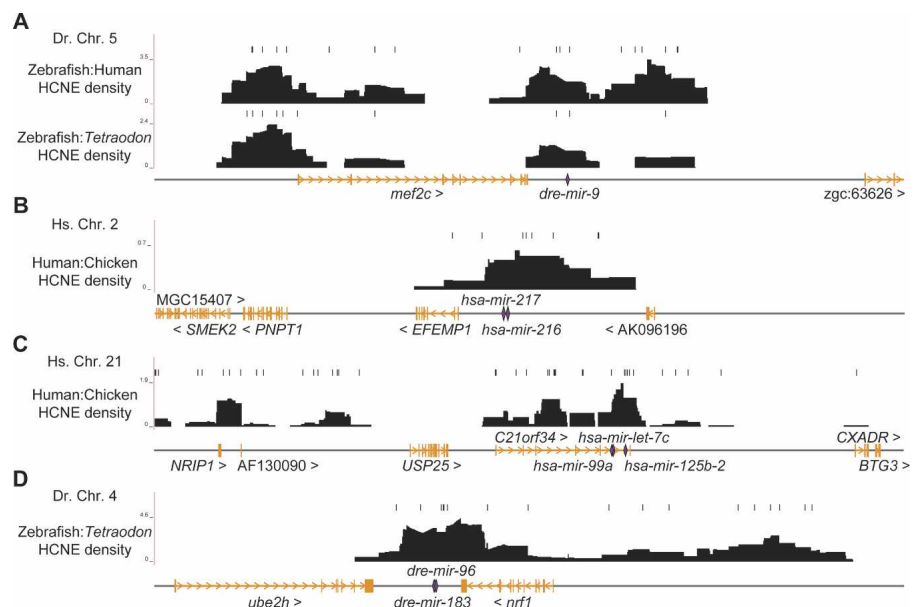 A
Dr. Chr. 5
Zebrafish:Human
HCNE density
3.5
0
Zebrafish:Tetraodon
HCNE density
2.4
0
mef2c >
dre-mir-9
zgc:63626 >
B
Hs. Chr. 2
Human:Chicken
HCNE density
0.7
0
MGC15407 >
hsa-mir-217
< SMEK2
< PNPT1
< EFEMP1
hsa-mir-216
< AK096196
C
Hs. Chr. 21
Human:Chicken
HCNE density
1.9
0
C21orf34 >
hsa-mir-let-7c
CXADR >
NRIP1 >
AF130090 >
USP25 >
hsa-mir-99a
hsa-mir-125b-2
BTG3 >
D
Dr. Chr. 4
Zebrafish:Tetraodon
HCNE density
4.6
0
dre-mir-96
ube2h >
dre-mir-183
< nrf1